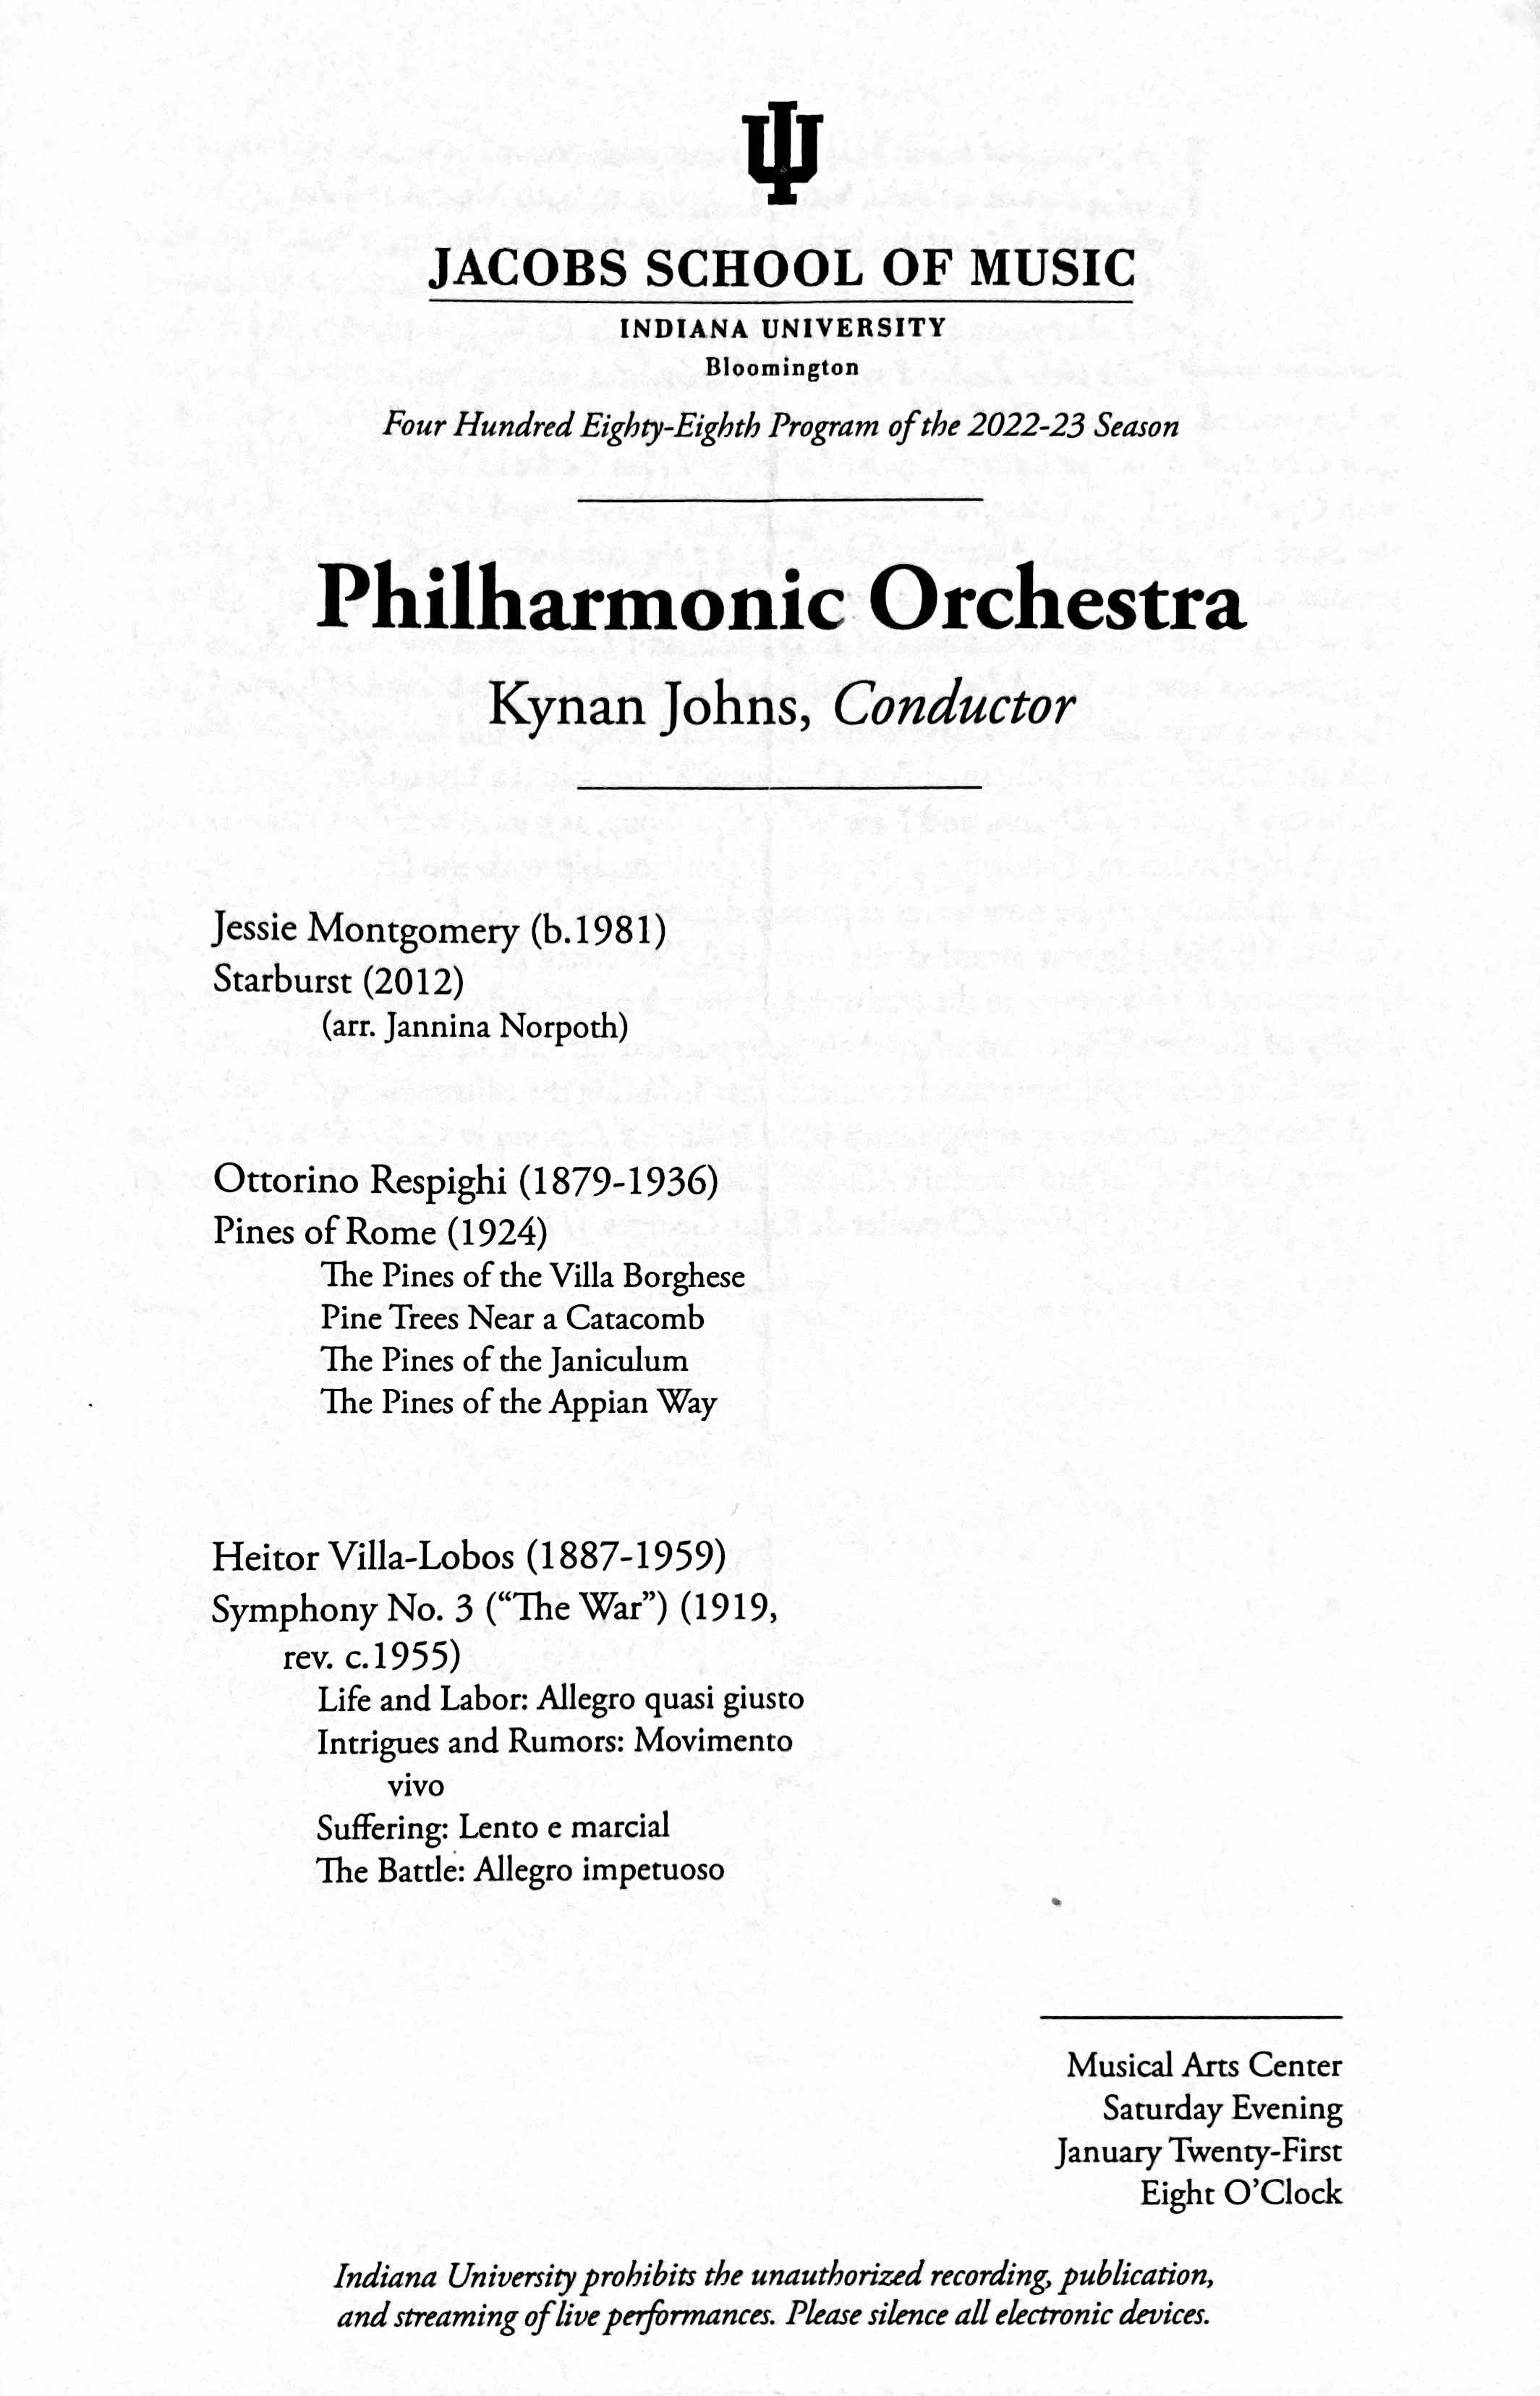 JACOBS SCHOOL OF MUSIC
INDIANA UNIVERSITY
Bloomington
Four Hundred Eighty-Eighth Program of the 2022-23 Season
Philharmonic Orchestra
Kynan Johns, Conductor
Jessie Montgomery (b.1981)
Starburst (2012)
(arr. Jannina Norpoth)
Ottorino Respighi (1879-1936)
Pines of Rome (1924)
The Pines of the Villa Borghese
Pine Trees Near a Catacomb
The Pines of the Janiculum
The Pines of the Appian Way
Heitor Villa-Lobos (1887-1959)
Symphony No. 3 (“The War”) (1919,
rev. c.1955)
Life and Labor: Allegro quasi giusto
Intrigues and Rumors: Movimento
vivo
Suffering: Lento e marcial
The Battle: Allegro impetuoso
Musical Arts Center
Saturday Evening
January Twenty-First
Eight O’Clock
Indiana University prohibits the unauthorized recording, publication,
and streaming of live performances. Please silence all electronic devices.